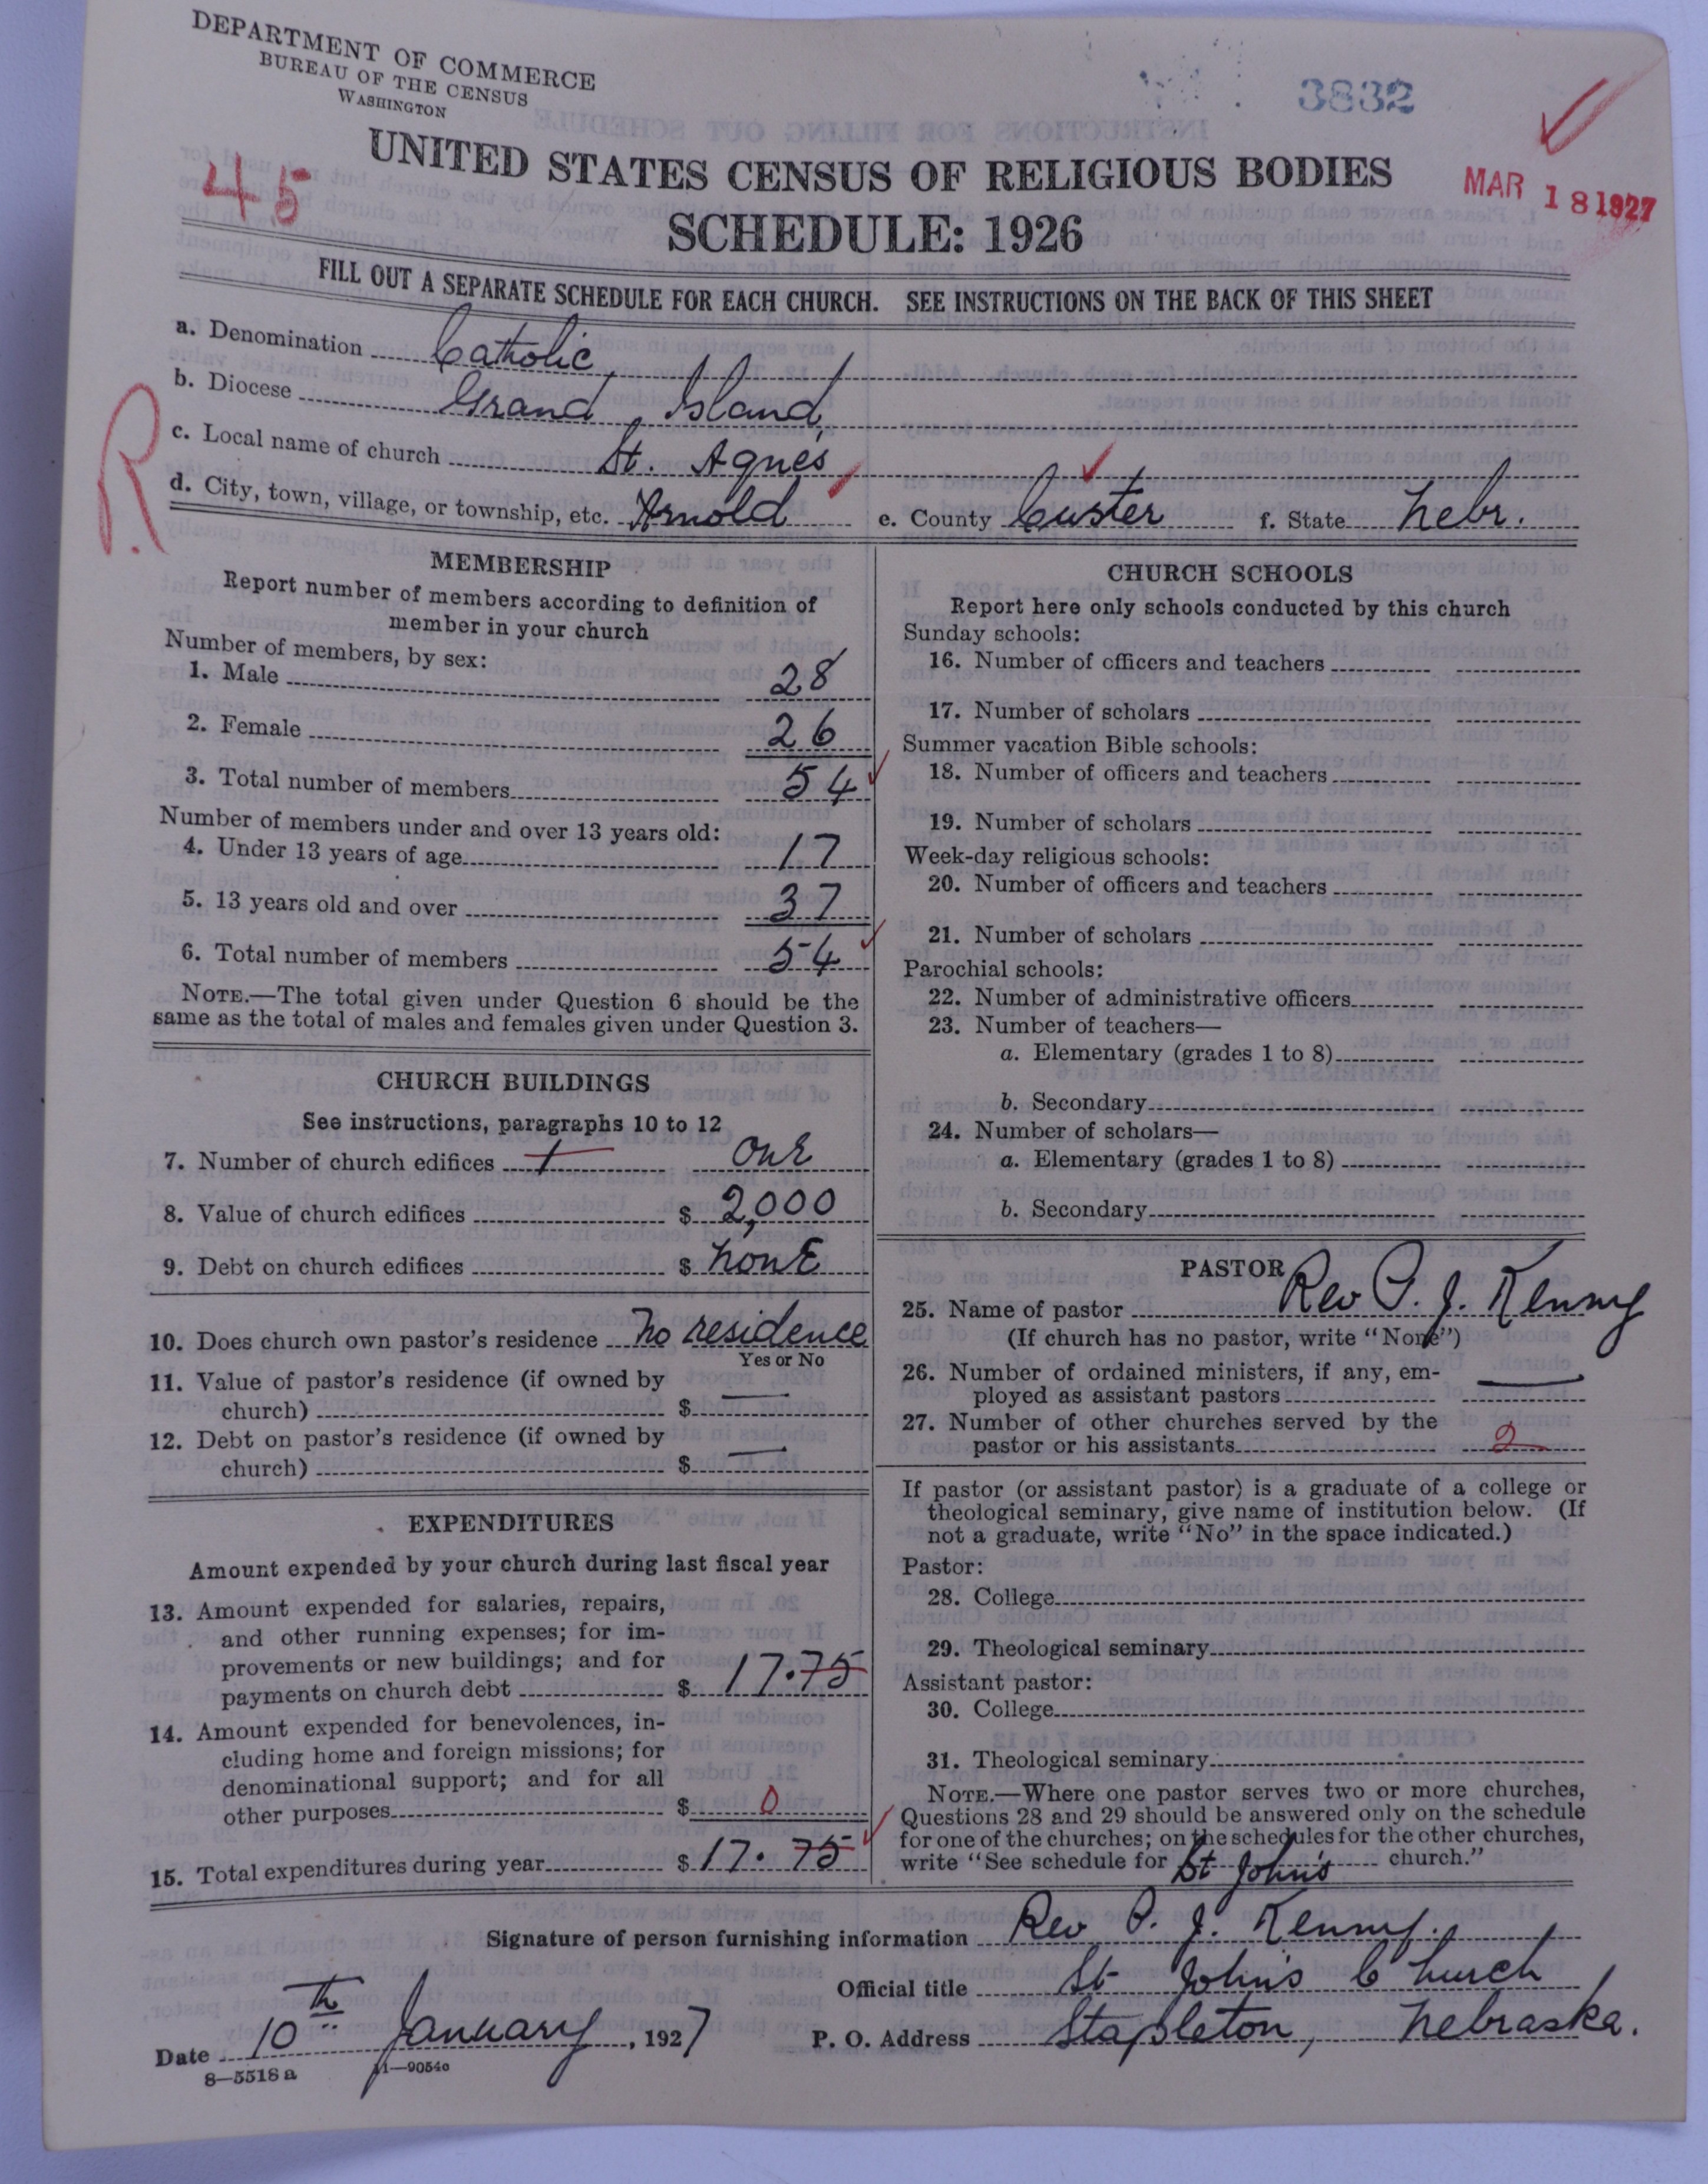 DEPARTMENT OF COMMERCE
BUREAU OF THE CENSUS
WASHINGTON
3832
UNITED STATES CENSUS OF RELIGIOUS BODIES
45
MAR 18 1927
SCHEDULE: 1926
FILL OUT A SEPARATE SCHEDULE FOR EACH CHURCH. SEE INSTRUCTIONS ON THE BACK OF THIS SHEET
a. Denomination Catholic,
b. Diocese Grand Island,
c. Local name of church St. Agnes
R.
d. City, town, village, or township, etc. Arnold e. County Custer f. State Nebr.
MEMBERSHIP
Report number of members according to definition of
member in your church
Number of members, by sex:
1. Male 28
2. Female 26
3. Total number of members 54
Number of members under and over 13 years old:
4. Under 13 years of age 17
5. 13 years old and over 37
6. Total number of members 54
NOTE.—The total given under Question 6 should be the
same as the total of males and females given under Question 3.
CHURCH BUILDINGS
See instructions, paragraphs 10 to 12
7. Number of church edifices 1 One
8. Value of church edifices $ 2,000
9. Debt on church edifices $ None
10. Does church own pastor's residence No residence
Yes or No
11. Value of pastor's residence (if owned by
church) $ —
12. Debt on pastor's residence (if owned by
church) $ —
EXPENDITURES
Amount expended by your church during last fiscal year
13. Amount expended for salaries, repairs,
and other running expenses; for im-
provements or new buildings; and for
payments on church debt $ 17.75
14. Amount expended for benevolences, in-
cluding home and foreign missions; for
denominational support; and for all
other purposes $ 0
15. Total expenditures during year $ 17.75
CHURCH SCHOOLS
Report here only schools conducted by this church
Sunday schools:
16. Number of officers and teachers
17. Number of scholars
Summer vacation Bible schools:
18. Number of officers and teachers
19. Number of scholars
Week-day religious schools:
20. Number of officers and teachers
21. Number of scholars
Parochial schools:
22. Number of administrative officers
23. Number of teachers—
a. Elementary (grades 1 to 8)
b. Secondary
24. Number of scholars—
a. Elementary (grades 1 to 8)
b. Secondary
PASTOR
25. Name of pastor Rev P. J. Kenny
(If church has no pastor, write "None")
26. Number of ordained ministers, if any, em-
ployed as assistant pastors —
27. Number of other churches served by the
pastor or his assistants 2
If pastor (or assistant pastor) is a graduate of a college or
theological seminary, give name of institution below. (If
not a graduate, write "No" in the space indicated.)
Pastor:
28. College
29. Theological seminary
Assistant pastor:
30. College
31. Theological seminary
NOTE.—Where one pastor serves two or more churches,
Questions 28 and 29 should be answered only on the schedule
for one of the churches; on the schedules for the other churches,
write "See schedule for St John's church."
Signature of person furnishing information Rev P. J. Kenny.
Official title St John's Church
Date 10th January, 1927 P. O. Address Stapleton, Nebraska.
8—5518a 11—9054c